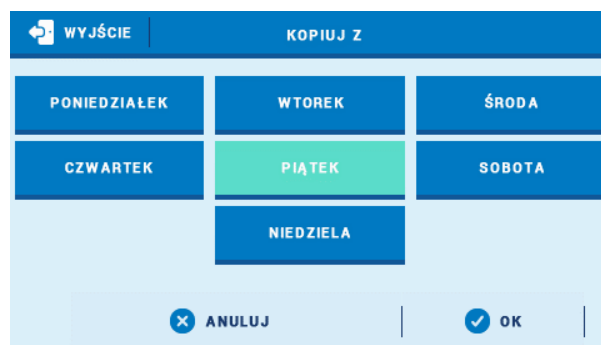 WYJŚCIE KOPIUJ Z
PONIEDZIAŁEK WTOREK ŚRODA
CZWARTEK PIĄTEK SOBOTA
NIEDZIELA
ANULUJ OK